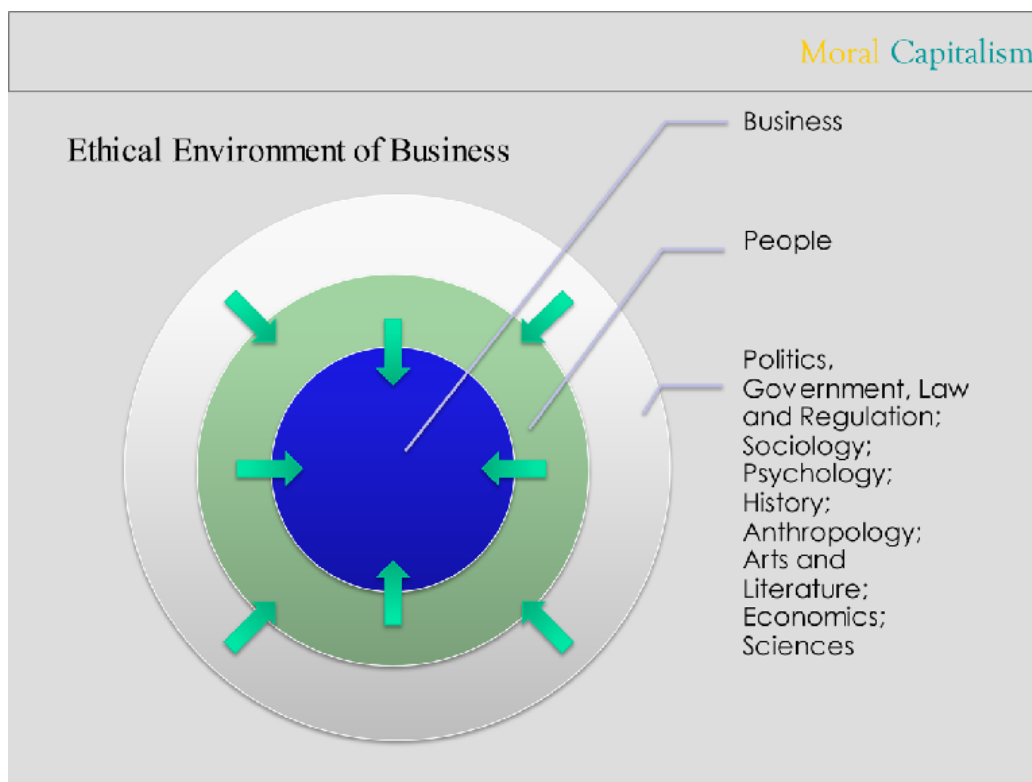 Moral Capitalism
Ethical Environment of Business
Business
People
Politics,
Government, Law
and Regulation;
Sociology;
Psychology;
History;
Anthropology;
Arts and
Literature;
Economics;
Sciences